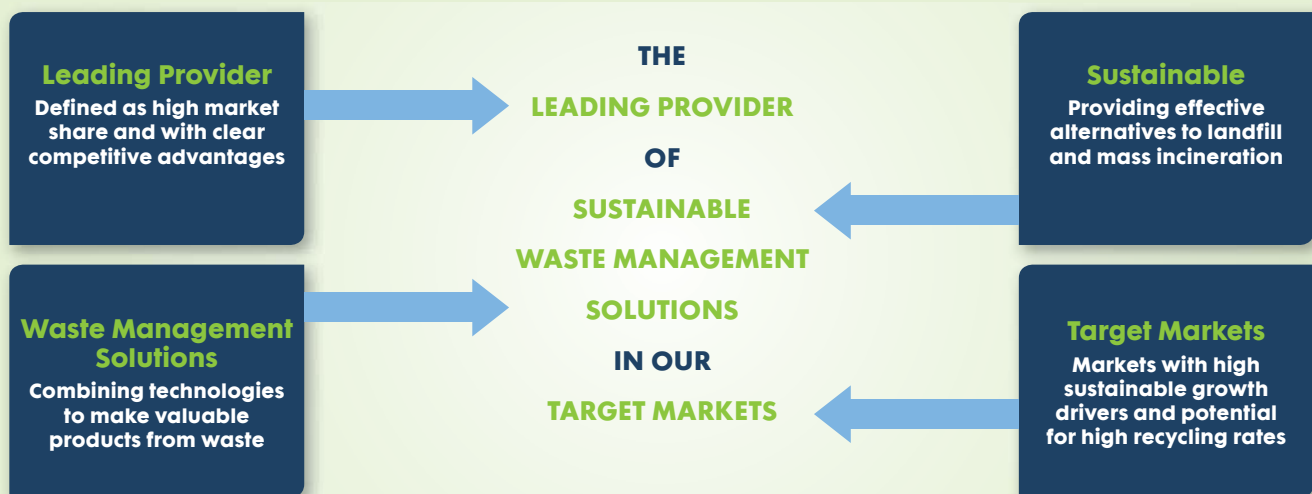 Leading Provider
Defined as high market
share and with clear
competitive advantages
Waste Management
Solutions
Combining technologies
to make valuable
products from waste
THE
LEADING PROVIDER
OF
SUSTAINABLE
WASTE MANAGEMENT
SOLUTIONS
IN OUR
TARGET MARKETS
Sustainable
Providing effective
alternatives to landfill
and mass incineration
Target Markets
Markets with high
sustainable growth
drivers and potential
for high recycling rates